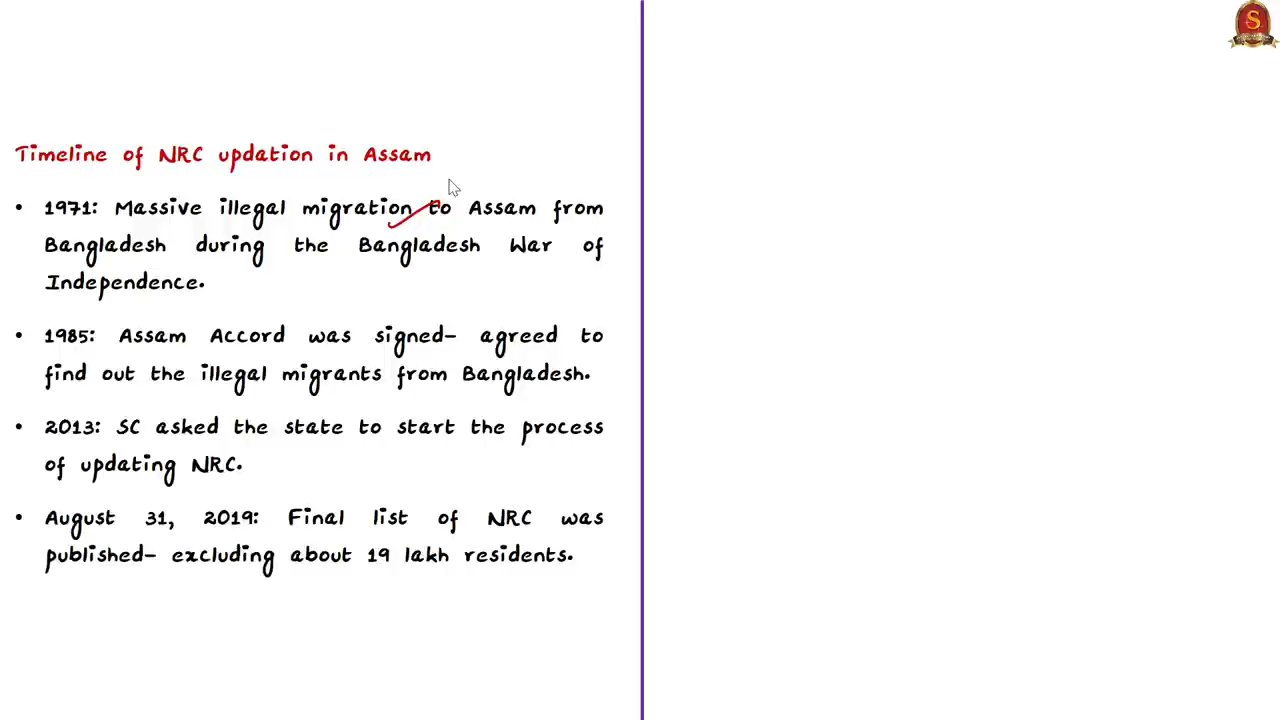 Timeline of NRC updation in Assam
• 1971: Massive illegal migration to Assam from
Bangladesh during the Bangladesh War of
Independence.
• 1985: Assam Accord was signed- agreed to
find out the illegal migrants from Bangladesh.
• 2013: SC asked the state to start the process
of updating NRC.
• August 31, 2019: Final list of NRC was
published- excluding about 19 lakh residents.
S